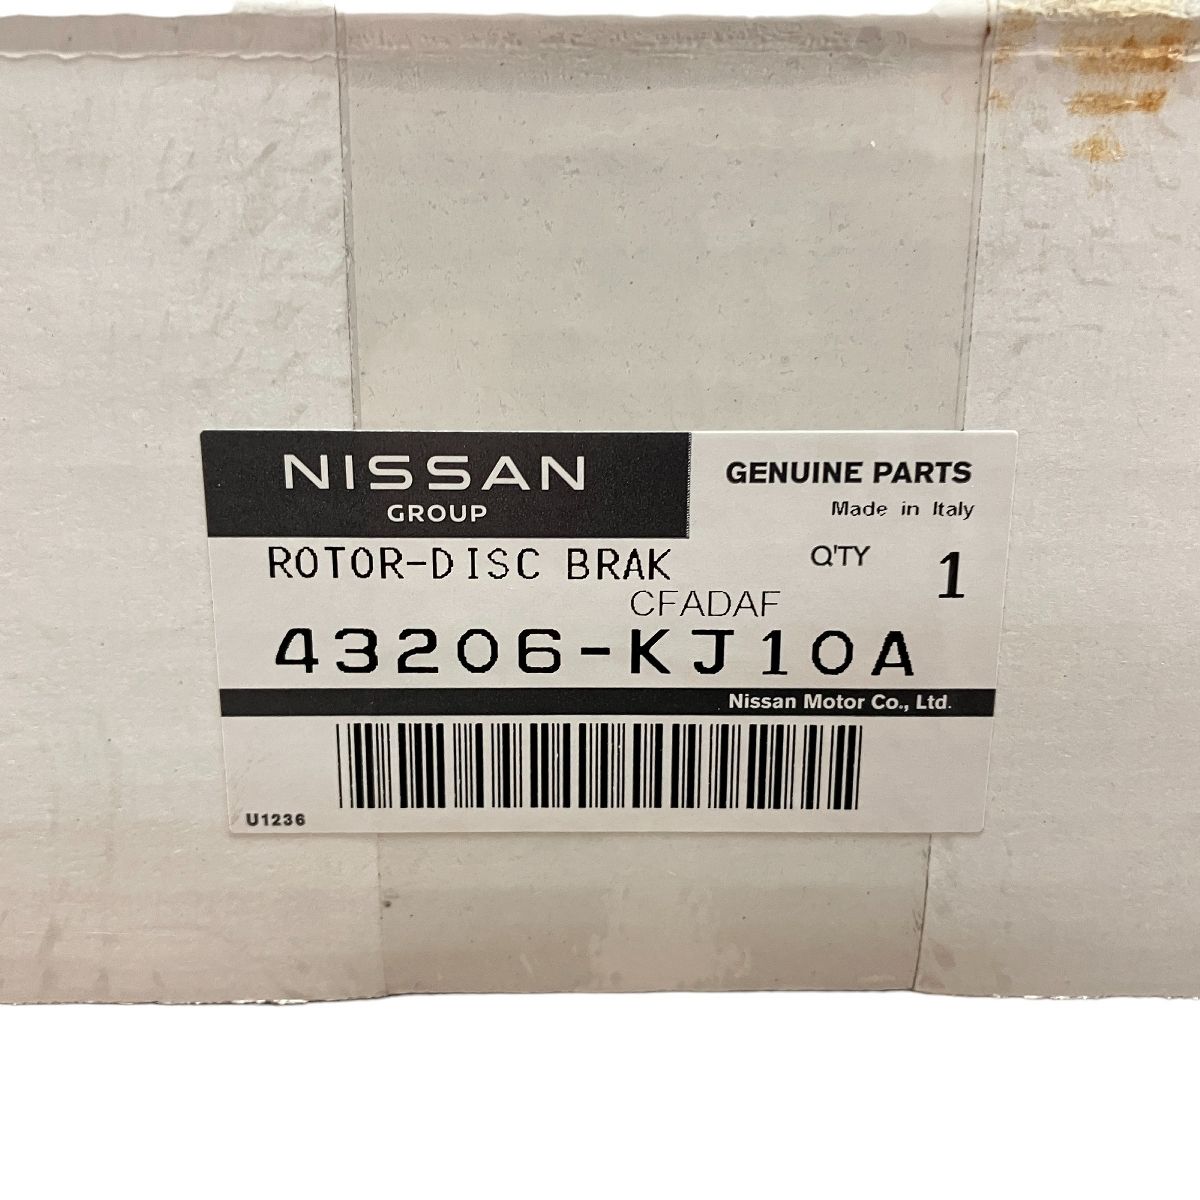 NISSAN
GROUP
GENUINE PARTS
Made in Italy
ROTOR-DISC BRAK
Q'TY 1
CFADAF
43206-KJ10A
Nissan Motor Co., Ltd.
U1236